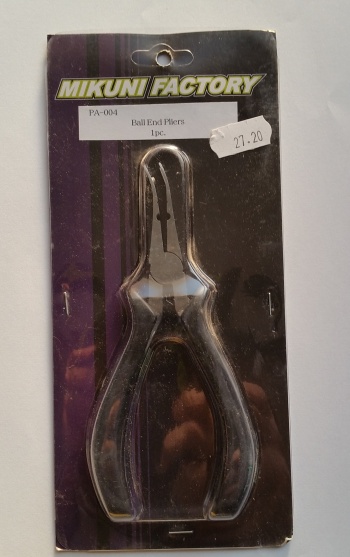 MIKUNI FACTORY
PA-004
Ball End Pliers
1pc.
27.20